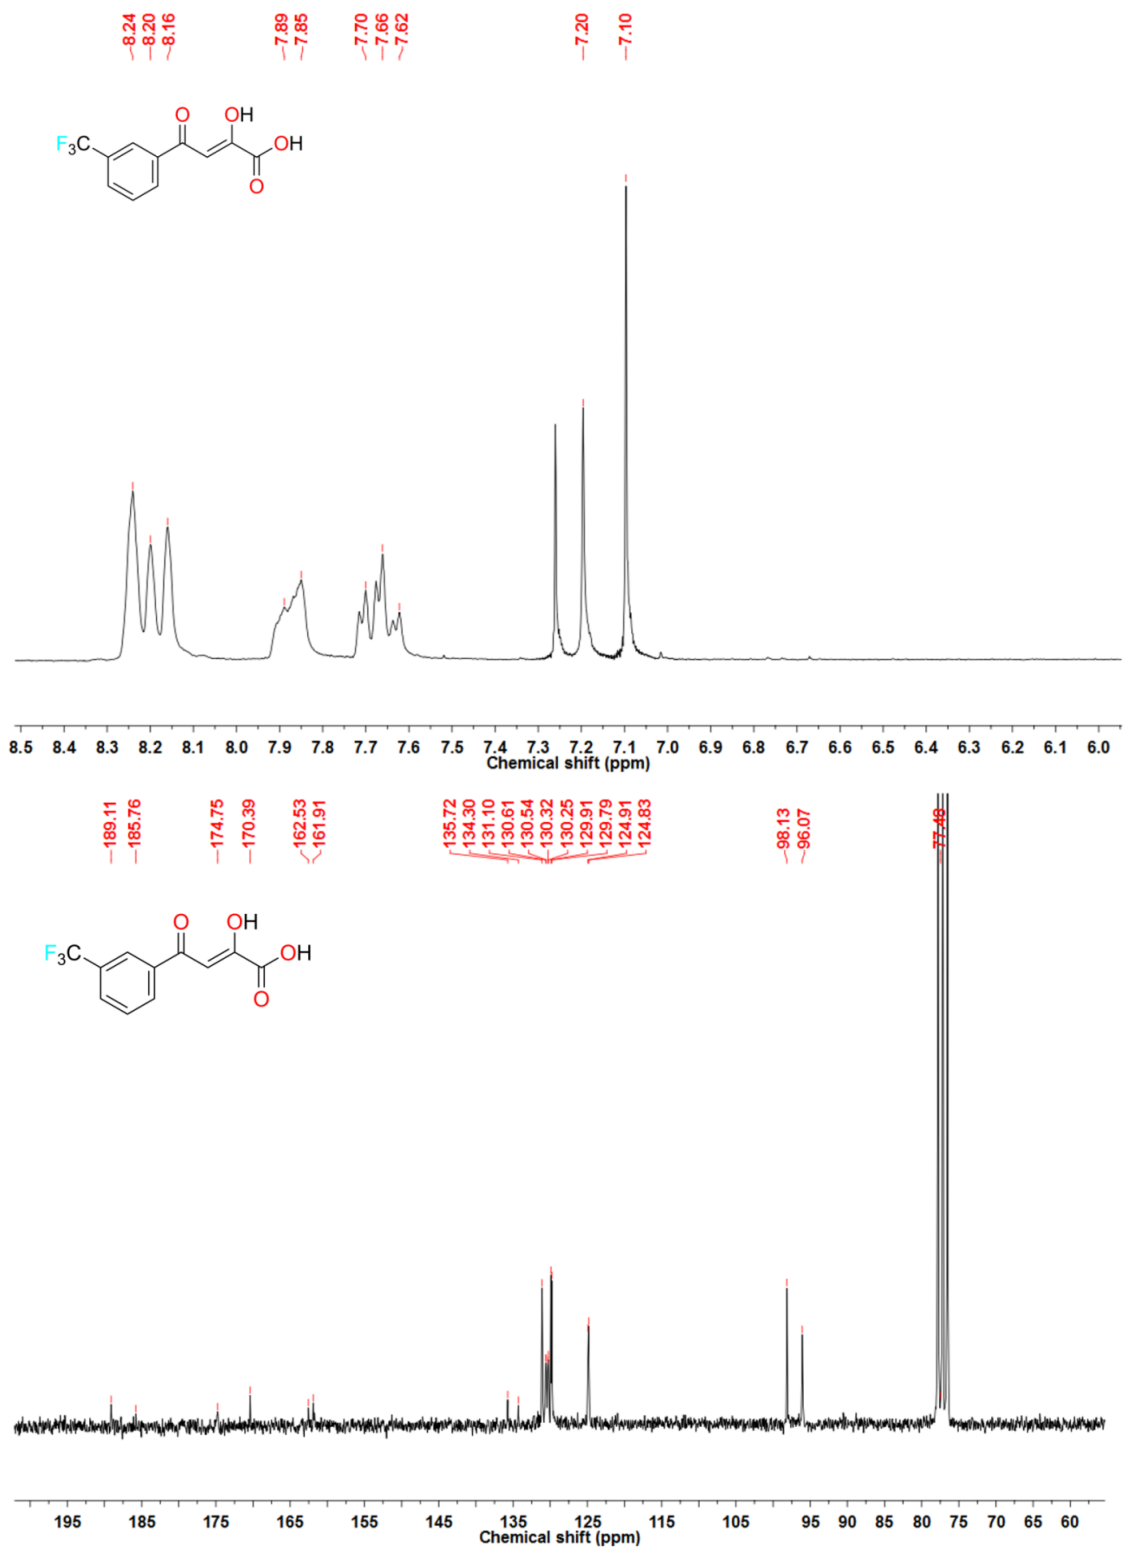 8.24
8.20
8.16
7.89
7.85
7.70
7.66
7.62
7.20
7.10
O
OH
F3C
OH
O
8.5 8.4 8.3 8.2 8.1 8.0 7.9 7.8 7.7 7.6 7.5 7.4 7.3 7.2 7.1 7.0 6.9 6.8 6.7 6.6 6.5 6.4 6.3 6.2 6.1 6.0
Chemical shift (ppm)
189.11
185.76
174.75
170.39
162.53
161.91
135.72
134.30
131.10
130.61
130.54
130.32
130.25
129.91
129.79
124.91
124.83
98.13
96.07
77.48
O
OH
F3C
OH
O
195 185 175 165 155 145 135 125 115 105 95 90 85 80 75 70 65 60
Chemical shift (ppm)